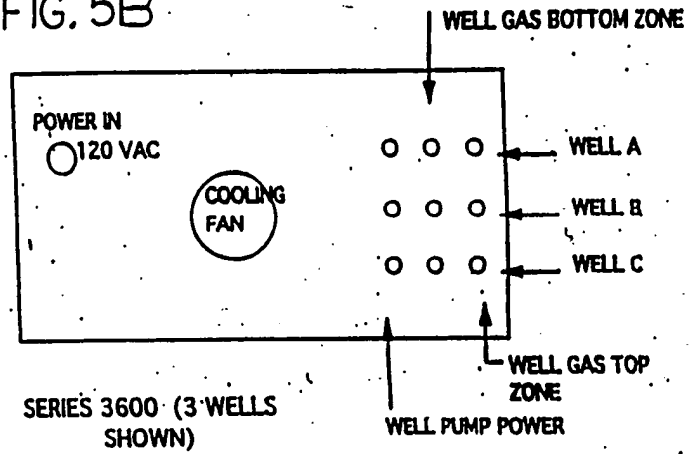 FIG. 5B
WELL GAS BOTTOM ZONE
POWER IN
120 VAC
COOLING
FAN
WELL A
WELL B
WELL C
WELL GAS TOP
ZONE
WELL PUMP POWER
SERIES 3600 (3 WELLS
SHOWN)